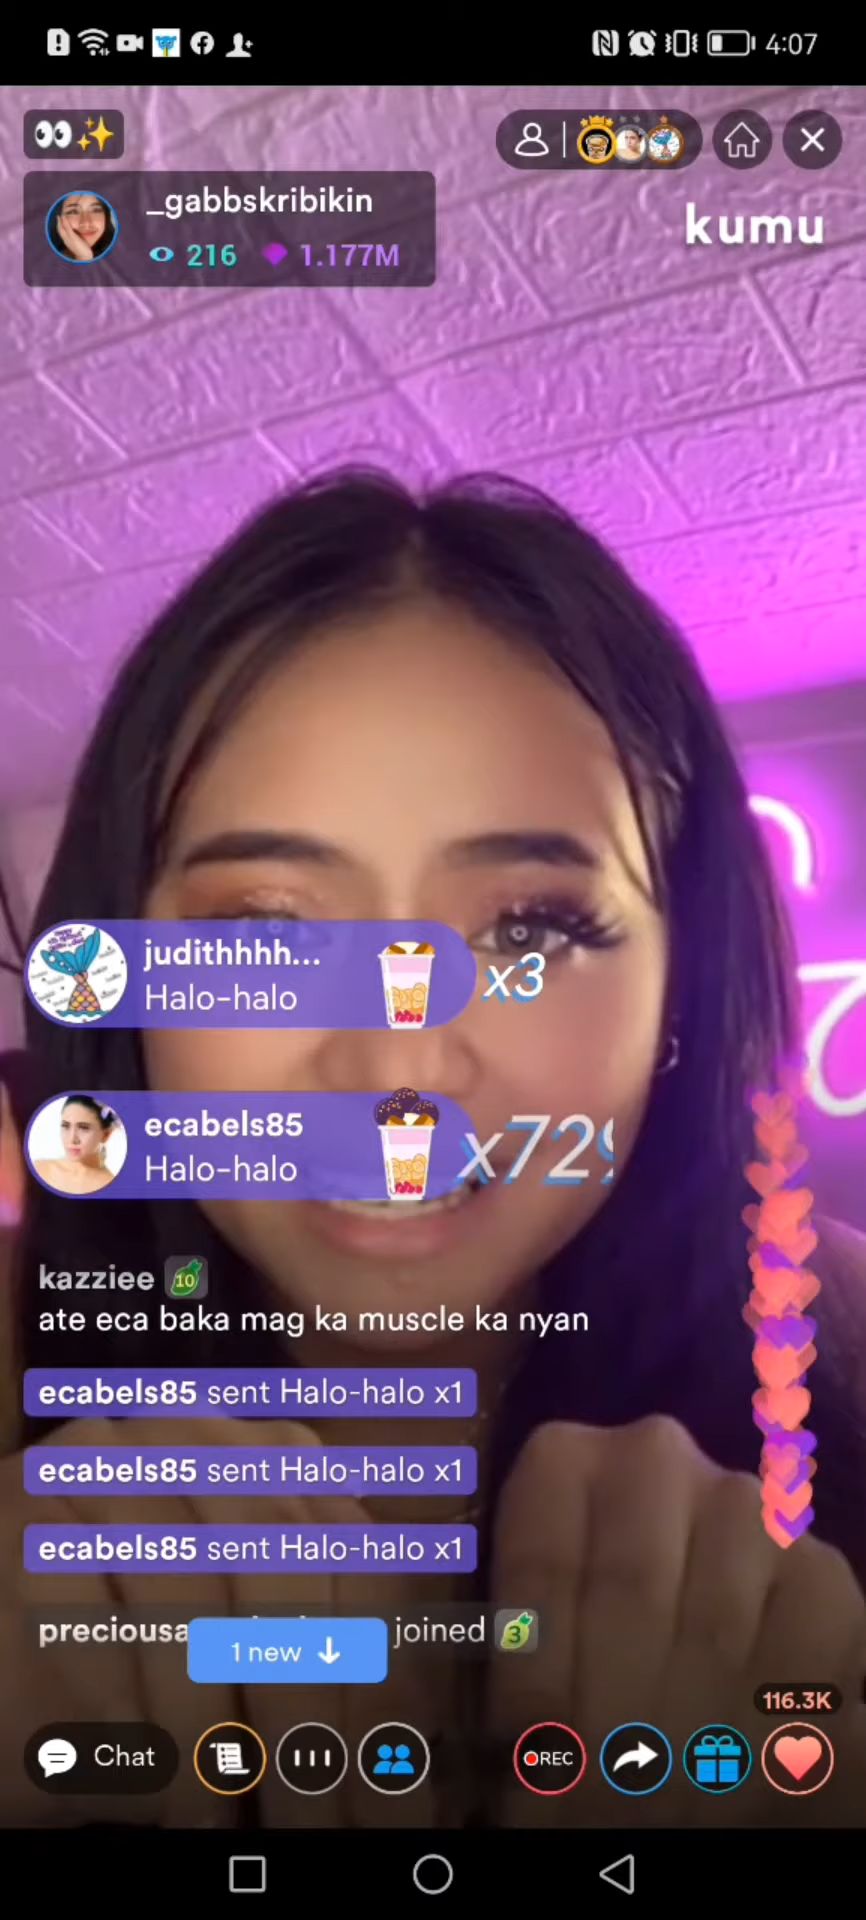 4:07
_gabbskribikin
216 1.177M
kumu
judithhhh...
Halo-halo
x3
ecabels85
Halo-halo
x729
kazziee 10
ate eca baka mag ka muscle ka nyan
ecabels85 sent Halo-halo x1
ecabels85 sent Halo-halo x1
ecabels85 sent Halo-halo x1
joined 3
1 new
116.3K
Chat
REC